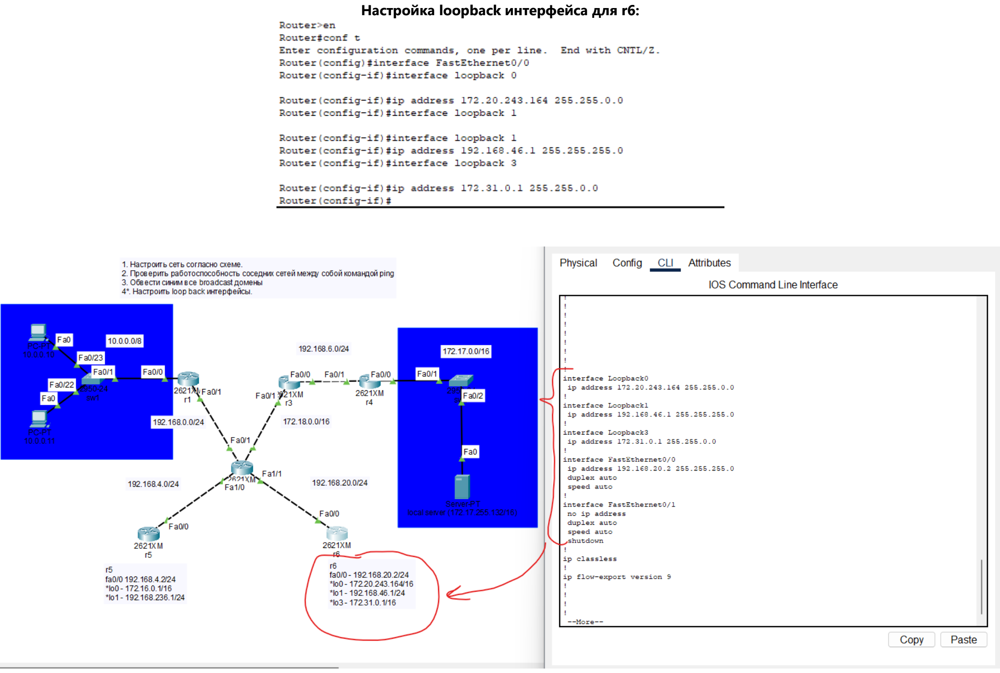 Настройка loopback интерфейса для r6:
Router>en
Router#conf t
Enter configuration commands, one per line.  End with CNTL/Z.
Router(config)#interface FastEthernet0/0
Router(config-if)#interface loopback 0
Router(config-if)#ip address 172.20.243.164 255.255.0.0
Router(config-if)#interface loopback 1
Router(config-if)#interface loopback 1
Router(config-if)#ip address 192.168.46.1 255.255.255.0
Router(config-if)#interface loopback 3
Router(config-if)#ip address 172.31.0.1 255.255.0.0
Router(config-if)#
1. Настроить сеть согласно схеме.
2. Проверить работоспособность соседних сетей между собой командой ping
3. Обвести синим все broadcast домены
4*. Настроить loop back интерфейсы.
Fa0
PC-PT
10.0.0.10
10.0.0.0/8
Fa0/23
Fa0/1
Fa0/0
Fa0/22
Fa0
2950-24
sw1
PC-PT
10.0.0.11
2621XM
r1
Fa0/1
192.168.0.0/24
192.168.6.0/24
Fa0/0
Fa0/1
Fa0/0
Fa0/1
2621XM
r3
2621XM
r4
172.18.0.0/16
172.17.0.0/16
Fa0/1
Fa0/2
Fa0
Server-PT
local server (172.17.255.132/16)
Fa0/1
2621XM
Fa1/1
Fa1/0
192.168.4.0/24
192.168.20.0/24
Fa0/0
Fa0/0
2621XM
r5
2621XM
r6
r5
fa0/0 192.168.4.2/24
*lo0 - 172.16.0.1/16
*lo1 - 192.168.236.1/24
r6
fa0/0 - 192.168.20.2/24
*lo0 - 172.20.243.164/16
*lo1 - 192.168.46.1/24
*lo3 - 172.31.0.1/16
Physical Config CLI Attributes
IOS Command Line Interface
!
!
!
!
!
!
!
!
!
interface Loopback0
ip address 172.20.243.164 255.255.0.0
!
interface Loopback1
ip address 192.168.46.1 255.255.255.0
!
interface Loopback3
ip address 172.31.0.1 255.255.0.0
!
interface FastEthernet0/0
ip address 192.168.20.2 255.255.255.0
duplex auto
speed auto
!
interface FastEthernet0/1
no ip address
duplex auto
speed auto
shutdown
!
ip classless
!
ip flow-export version 9
!
!
!
!
--More--
Copy Paste